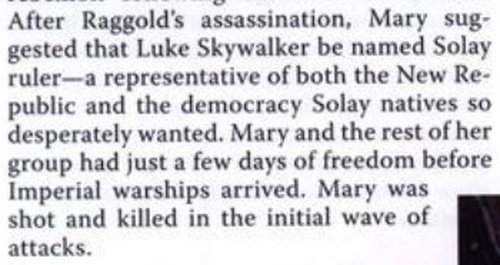 After Raggold's assassination, Mary sug-
gested that Luke Skywalker be named Solay
ruler—a representative of both the New Re-
public and the democracy Solay natives so
desperately wanted. Mary and the rest of her
group had just a few days of freedom before
Imperial warships arrived. Mary was
shot and killed in the initial wave of
attacks.